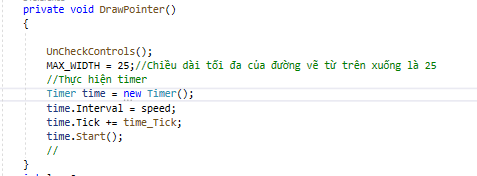 private void DrawPointer()
{
UnCheckControls();
MAX_WIDTH = 25;//Chiều dài tối đa của đường vẽ từ trên xuống là 25
//Thực hiện timer
Timer time = new Timer();
time.Interval = speed;
time.Tick += time_Tick;
time.Start();
//
}